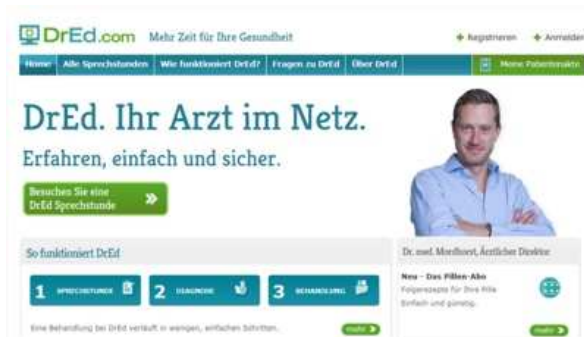 DrEd.com Mehr Zeit für Ihre Gesundheit
Registrieren Anmelden
Home Alle Sprechstunden Wie funktioniert DrEd? Fragen zu DrEd Über DrEd Meine Patientenakte
DrEd. Ihr Arzt im Netz.
Erfahren, einfach und sicher.
Besuchen Sie eine
DrEd Sprechstunde
So funktioniert DrEd
Dr. med. Mordhorst, Ärztlicher Direktor
1 SPRECHSTUNDE 2 DIAGNOSE 3 BEHANDLUNG
Neu - Das Pillen-Abo
Folgerezepte für Ihre Pille
Einfach und günstig.
Eine Behandlung bei DrEd verläuft in wenigen, einfachen Schritten.
mehr
mehr